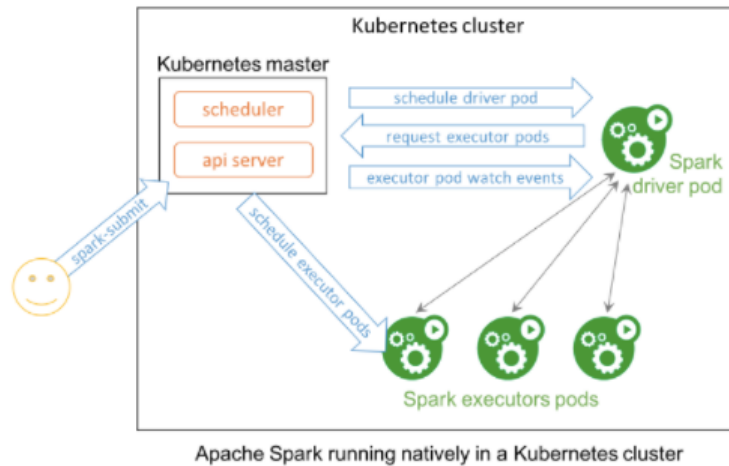 Kubernetes cluster
Kubernetes master
scheduler
api server
schedule driver pod
request executor pods
executor pod watch events
Spark
driver pod
spark-submit
schedule executor pods
Spark executors pods
Apache Spark running natively in a Kubernetes cluster